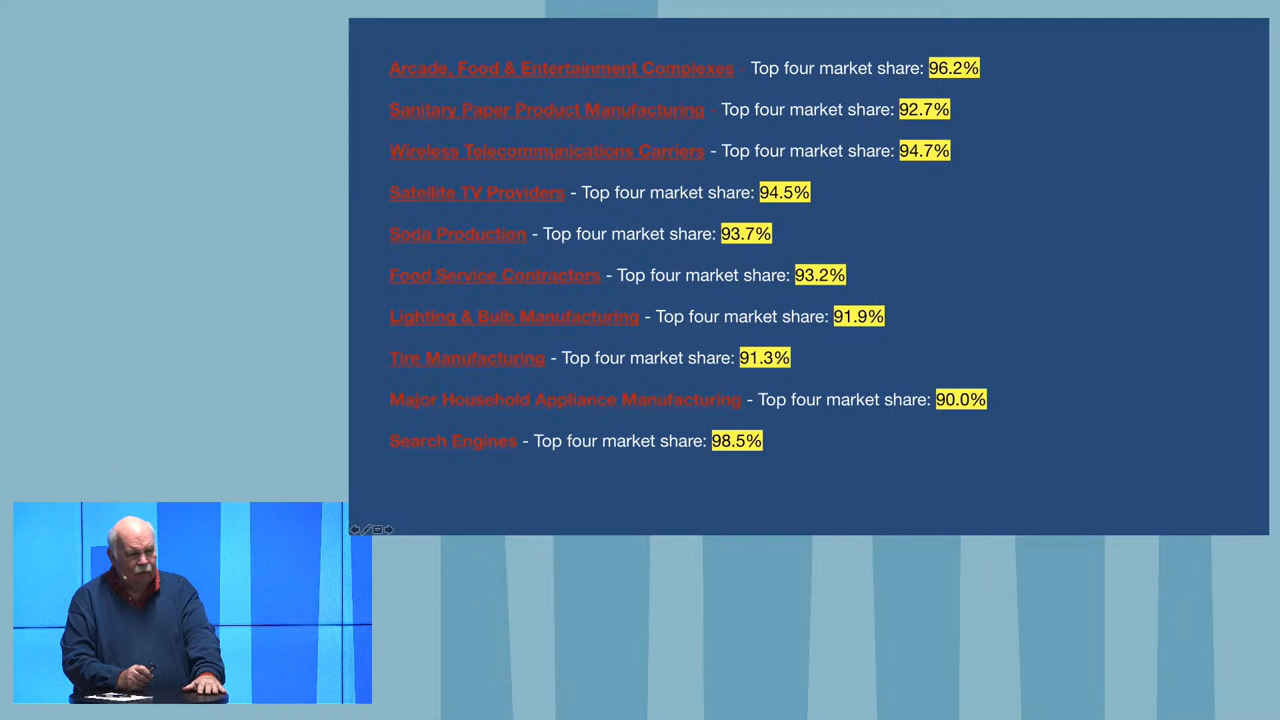 Arcade, Food & Entertainment Complexes - Top four market share: 96.2%
Sanitary Paper Product Manufacturing - Top four market share: 92.7%
Wireless Telecommunications Carriers - Top four market share: 94.7%
Satellite TV Providers - Top four market share: 94.5%
Soda Production - Top four market share: 93.7%
Food Service Contractors - Top four market share: 93.2%
Lighting & Bulb Manufacturing - Top four market share: 91.9%
Tire Manufacturing - Top four market share: 91.3%
Major Household Appliance Manufacturing - Top four market share: 90.0%
Search Engines - Top four market share: 98.5%